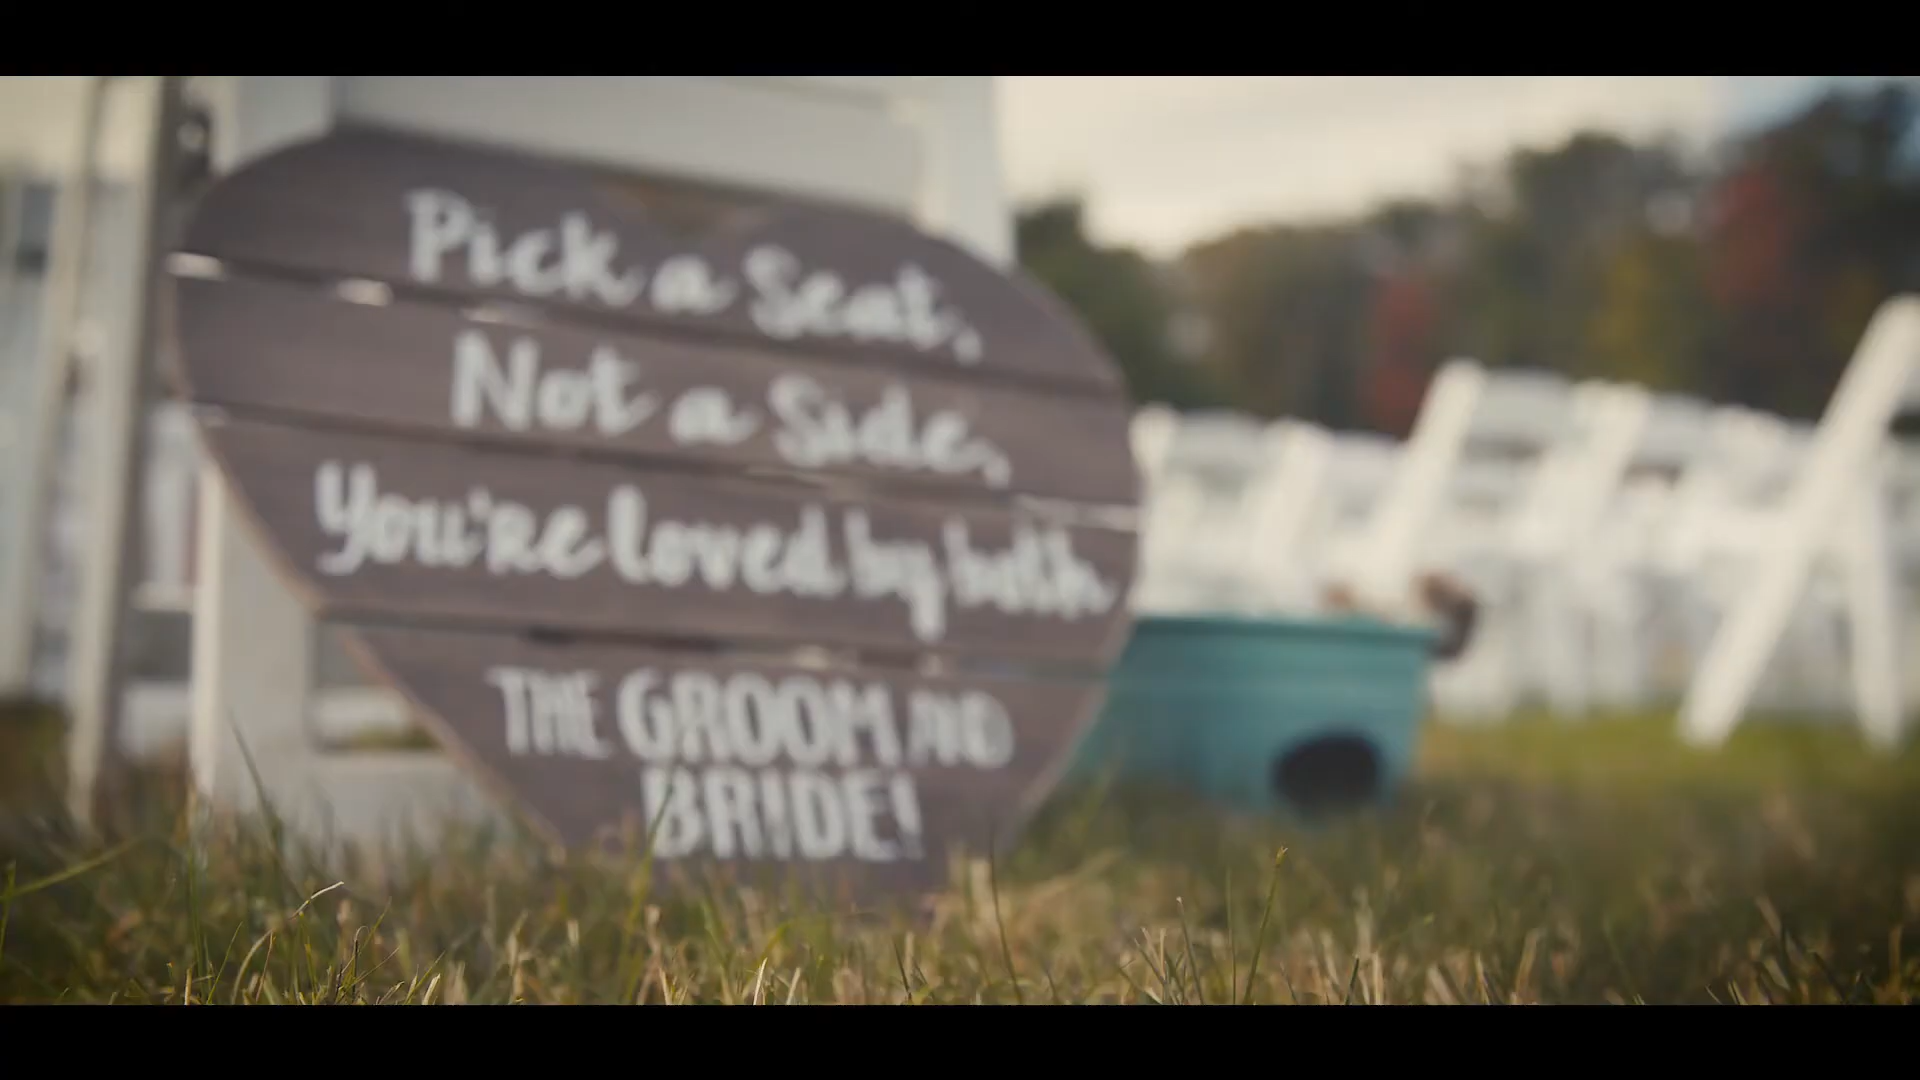 Pick a Seat,
Not a Side,
You're loved by both
THE GROOM AND
BRIDE!